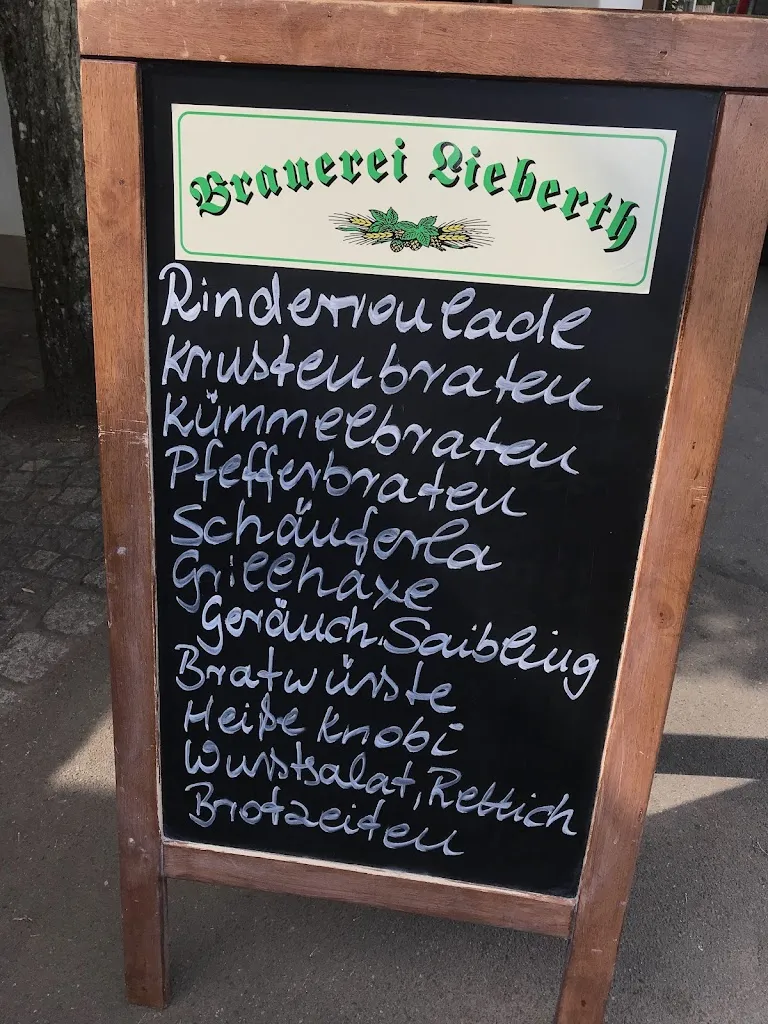 Brauerei Lieberth
Rinderroulade
Krustenbraten
Kümmelbraten
Pfefferbraten
Schäuferla
Grillhaxe
Geräuch. Saibling
Bratwürste
Heiße Knobi
Wurstsalat, Rettich
Brotzeiten